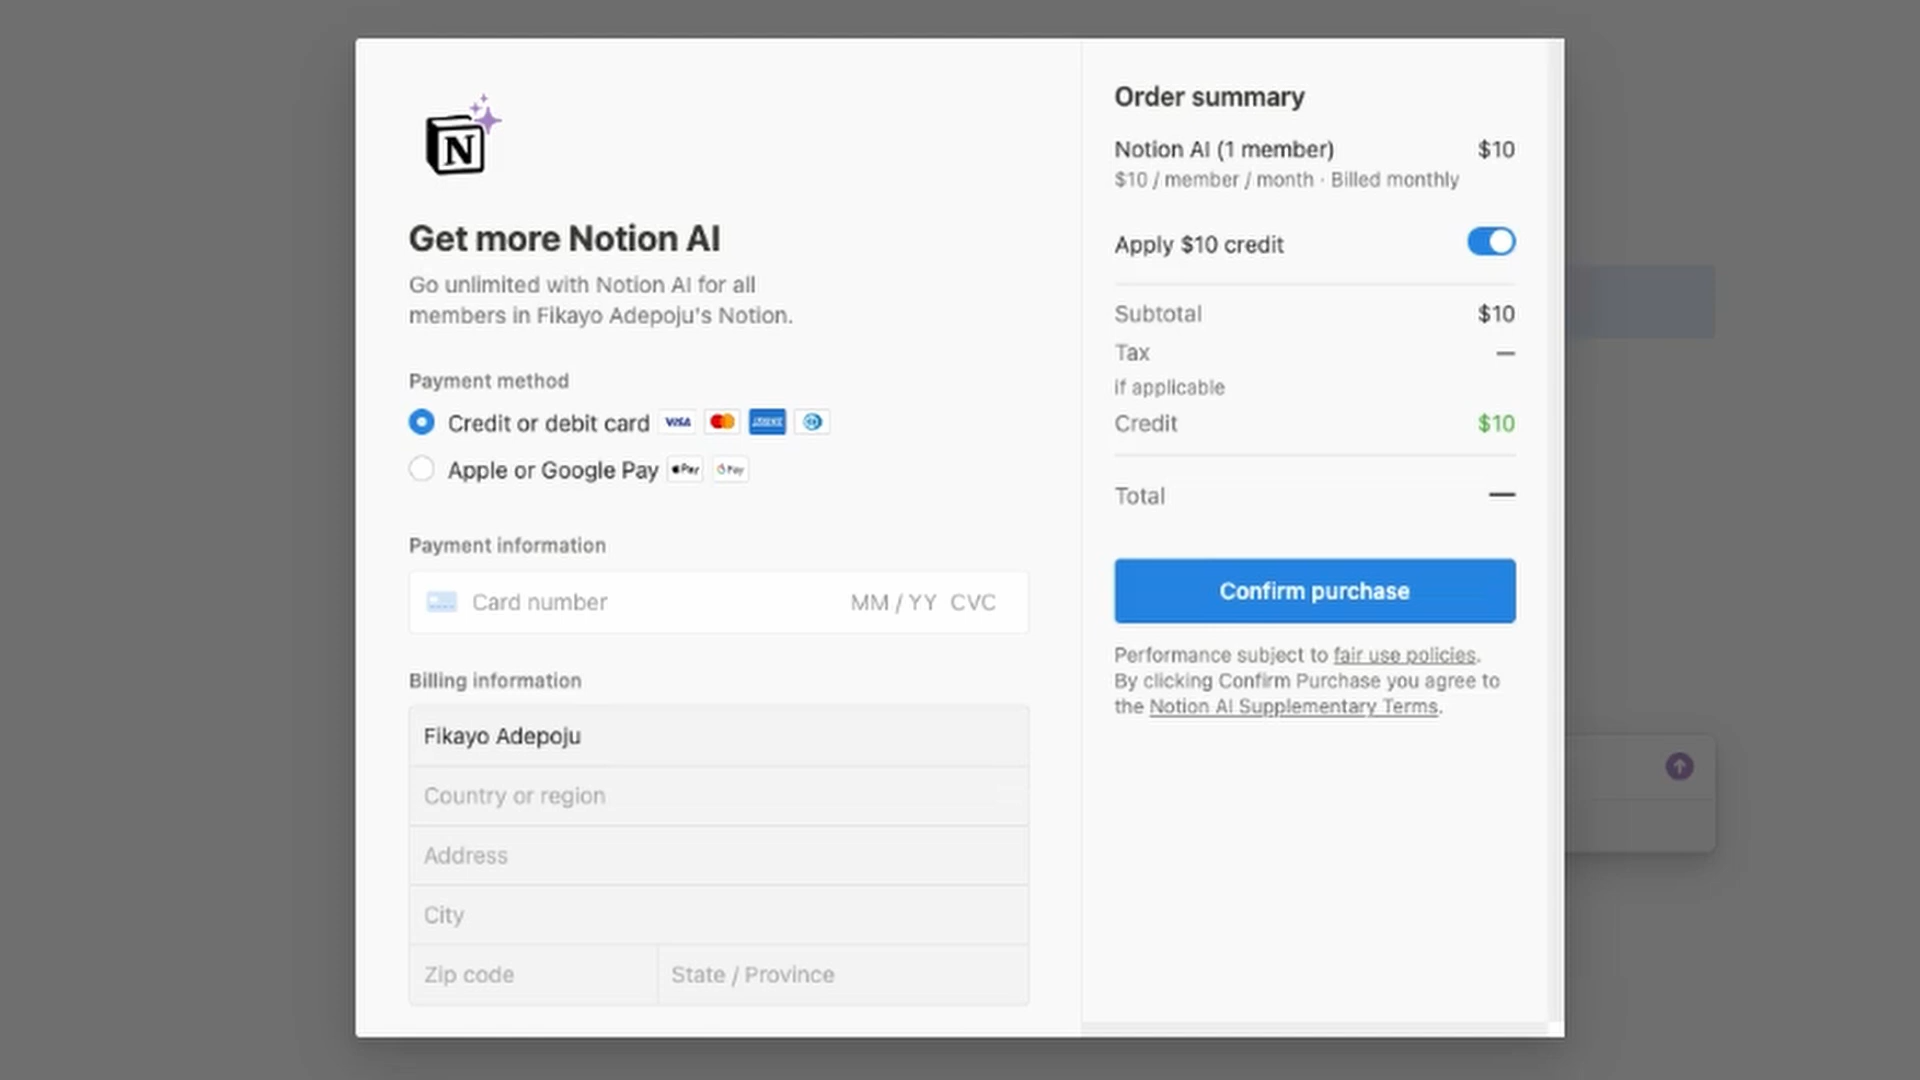 N
Get more Notion AI
Go unlimited with Notion AI for all
members in Fikayo Adepoju's Notion.
Payment method
Credit or debit card VISA
Apple or Google Pay Pay G Pay
Payment information
Card number MM / YY CVC
Billing information
Fikayo Adepoju
Country or region
Address
City
Zip code State / Province
Order summary
Notion AI (1 member) $10
$10 / member / month · Billed monthly
Apply $10 credit
Subtotal $10
Tax —
if applicable
Credit $10
Total —
Confirm purchase
Performance subject to fair use policies.
By clicking Confirm Purchase you agree to
the Notion AI Supplementary Terms.